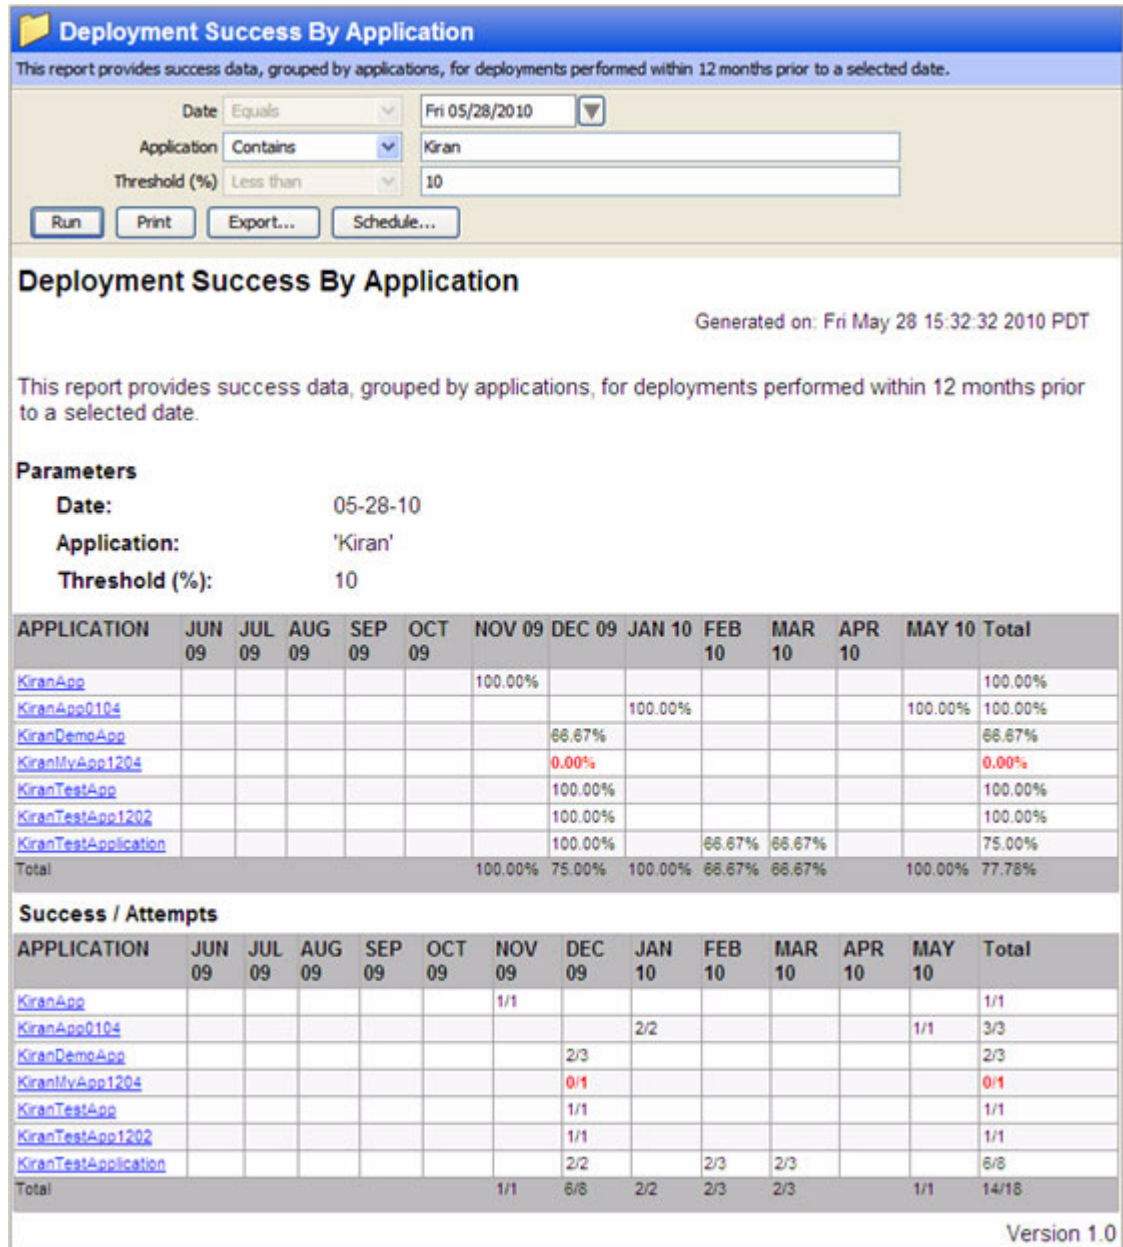 Deployment Success By Application
This report provides success data, grouped by applications, for deployments performed within 12 months prior to a selected date.
Date Equals Fri 05/28/2010
Application Contains Kiran
Threshold (%) Less than 10
Run Print Export... Schedule...
Deployment Success By Application
Generated on: Fri May 28 15:32:32 2010 PDT
This report provides success data, grouped by applications, for deployments performed within 12 months prior
to a selected date.
Parameters
Date: 05-28-10
Application: 'Kiran'
Threshold (%): 10
APPLICATION JUN 09 JUL 09 AUG 09 SEP 09 OCT 09 NOV 09 DEC 09 JAN 10 FEB 10 MAR 10 APR 10 MAY 10 Total
KiranApp 100.00% 100.00%
KiranApp0104 100.00% 100.00% 100.00%
KiranDemoApp 66.67% 66.67%
KiranMyApp1204 0.00% 0.00%
KiranTestApp 100.00% 100.00%
KiranTestApp1202 100.00% 100.00%
KiranTestApplication 100.00% 66.67% 66.67% 75.00%
Total 100.00% 75.00% 100.00% 66.67% 66.67% 100.00% 77.78%
Success / Attempts
APPLICATION JUN 09 JUL 09 AUG 09 SEP 09 OCT 09 NOV 09 DEC 09 JAN 10 FEB 10 MAR 10 APR 10 MAY 10 Total
KiranApp 1/1 1/1
KiranApp0104 2/2 1/1 3/3
KiranDemoApp 2/3 2/3
KiranMyApp1204 0/1 0/1
KiranTestApp 1/1 1/1
KiranTestApp1202 1/1 1/1
KiranTestApplication 2/2 2/3 2/3 6/8
Total 1/1 6/8 2/2 2/3 2/3 1/1 14/18
Version 1.0